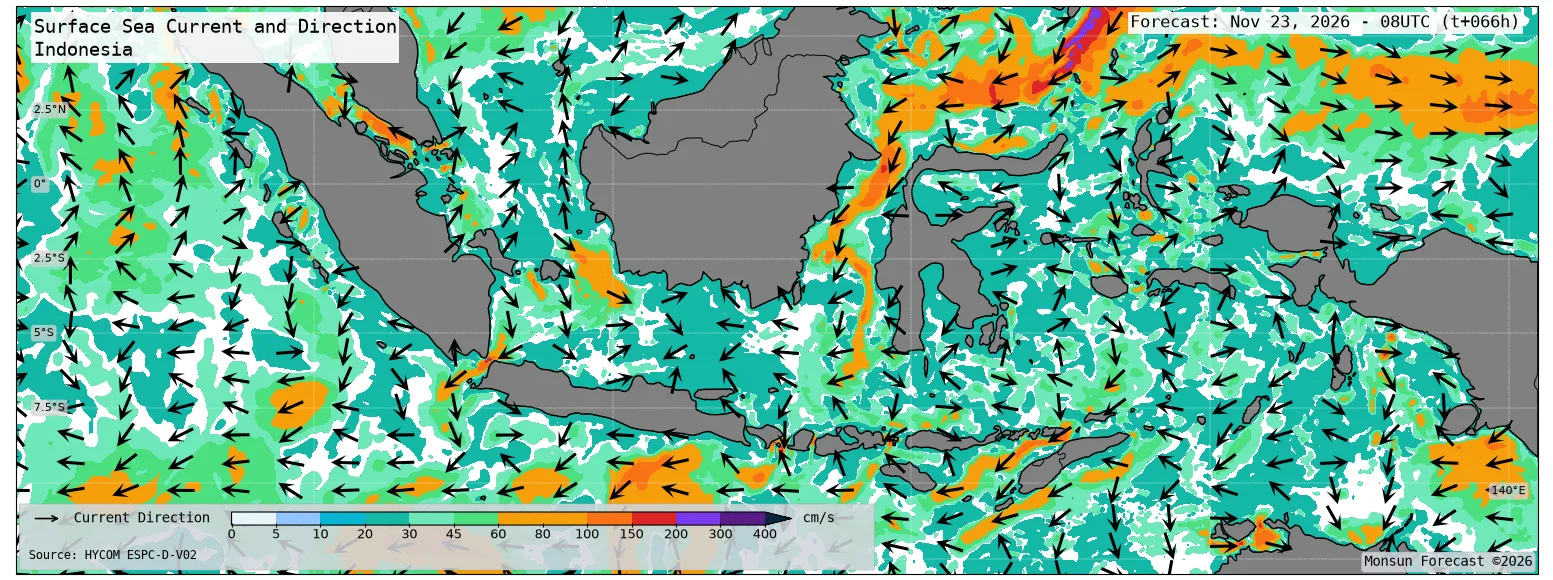 Surface Sea Current and Direction
Indonesia
Forecast: Nov 23, 2026 - 08UTC (t+066h)
2.5°N
0°
2.5°S
5°S
7.5°S
140°E
Current Direction
0 5 10 20 30 45 60 80 100 150 200 300 400 cm/s
Source: HYCOM ESPC-D-V02
Monsun Forecast ©2026